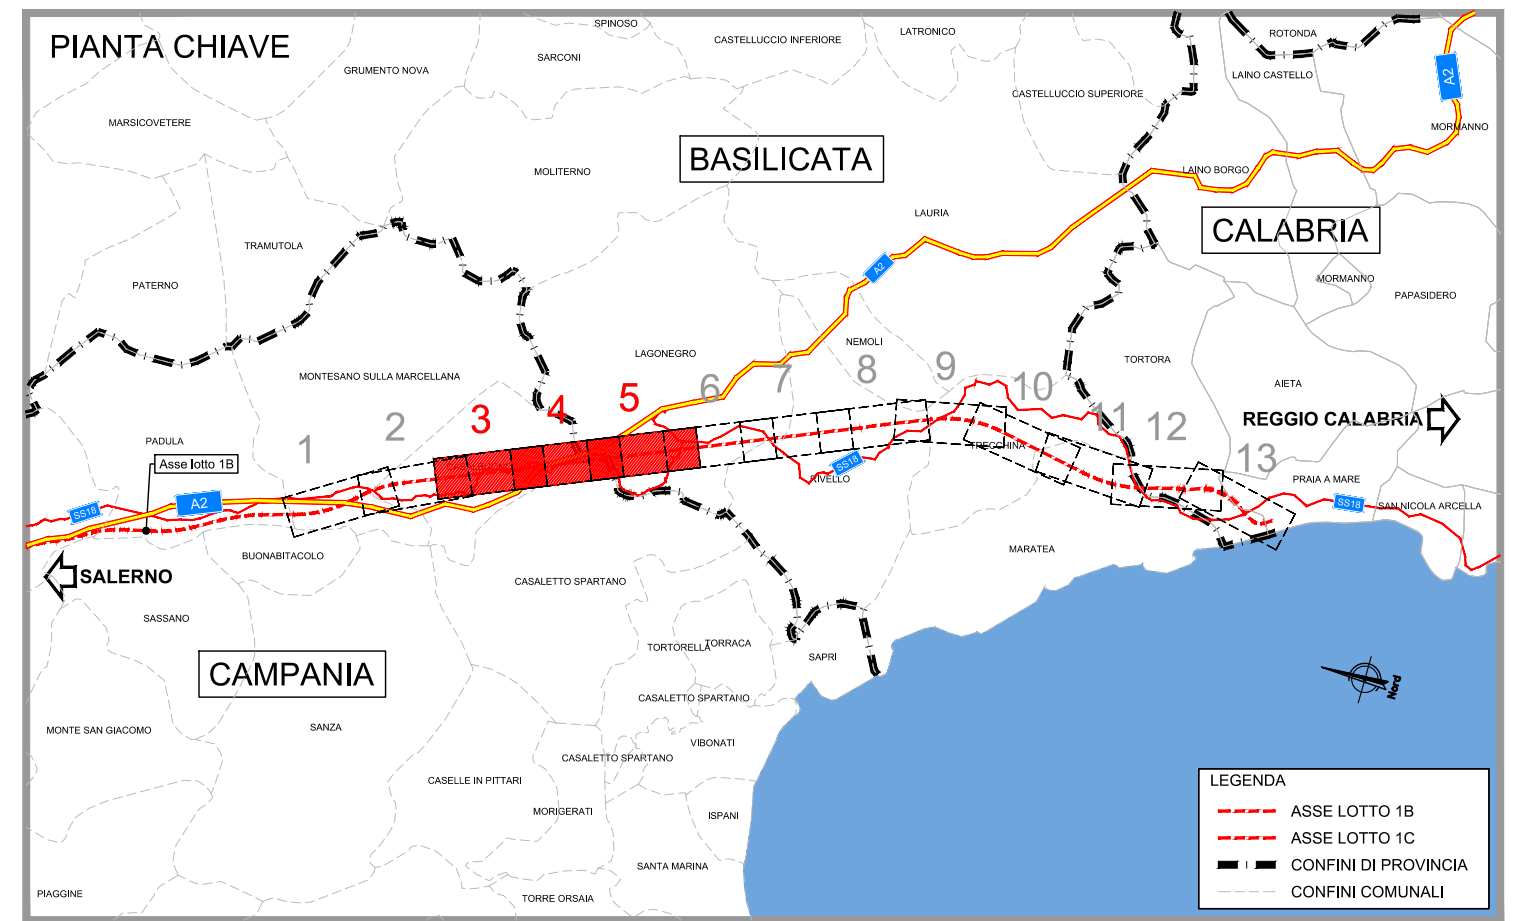 PIANTA CHIAVE
SPINOSO
CASTELLUCCIO INFERIORE
LATRONICO
ROTONDA
SARCONI
GRUMENTO NOVA
LAINO CASTELLO
A2
CASTELLUCCIO SUPERIORE
MARSICOVETERE
MORMANNO
BASILICATA
MOLITERNO
LAINO BORGO
LAURIA
CALABRIA
TRAMUTOLA
A2
MORMANNO
PATERNO
PAPASIDERO
NEMOLI
LAGONEGRO
TORTORA
MONTESANO SULLA MARCELLANA
AIETA
1
2
3
4
5
6
7
8
9
10
11
12
13
REGGIO CALABRIA
PADULA
Asse lotto 1B
TRECCHINA
SS18
RIVELLO
PRAIA A MARE
SS18
SAN NICOLA ARCELLA
A2
SS18
BUONABITACOLO
MARATEA
SALERNO
CASALETTO SPARTANO
SASSANO
TORTORELLA
TORRACA
SAPRI
CAMPANIA
Nord
CASALETTO SPARTANO
MONTE SAN GIACOMO
SANZA
VIBONATI
CASALETTO SPARTANO
CASELLE IN PITTARI
MORIGERATI
ISPANI
SANTA MARINA
PIAGGINE
TORRE ORSAIA
LEGENDA
ASSE LOTTO 1B
ASSE LOTTO 1C
CONFINI DI PROVINCIA
CONFINI COMUNALI